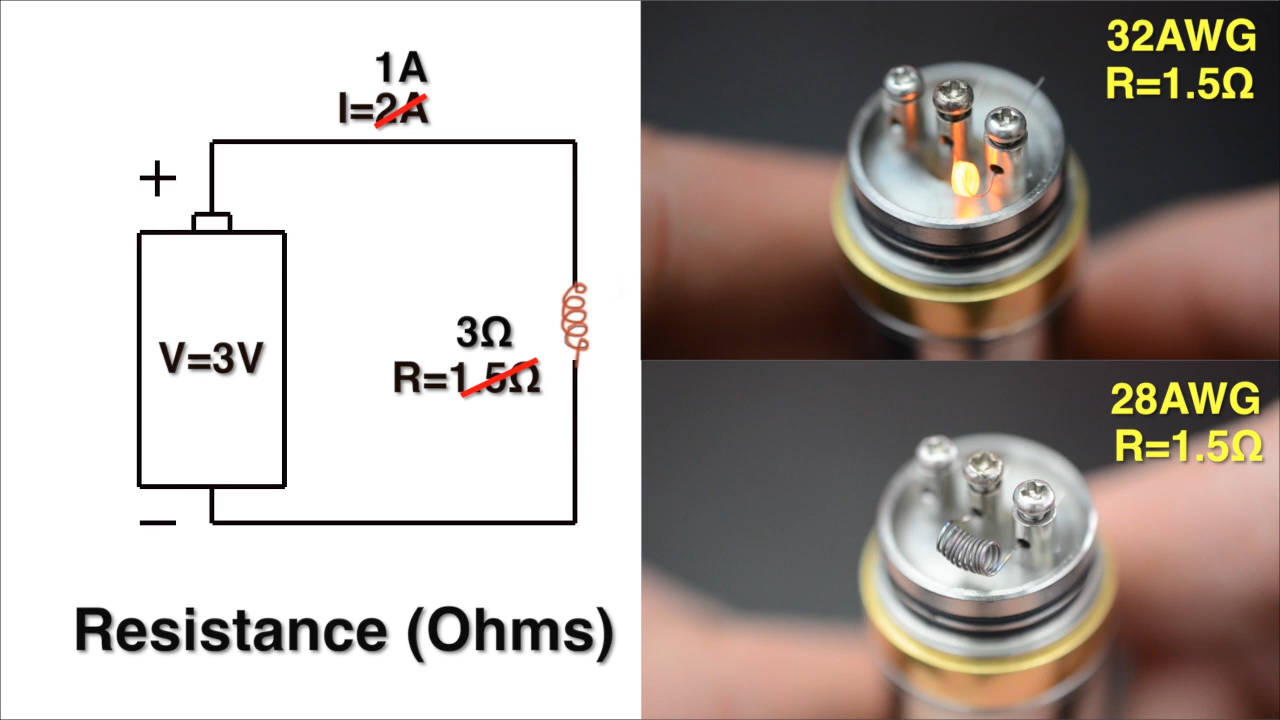 1A
I=2A
+
V=3V
3Ω
R=1.5Ω
–
Resistance (Ohms)
32AWG
R=1.5Ω
28AWG
R=1.5Ω